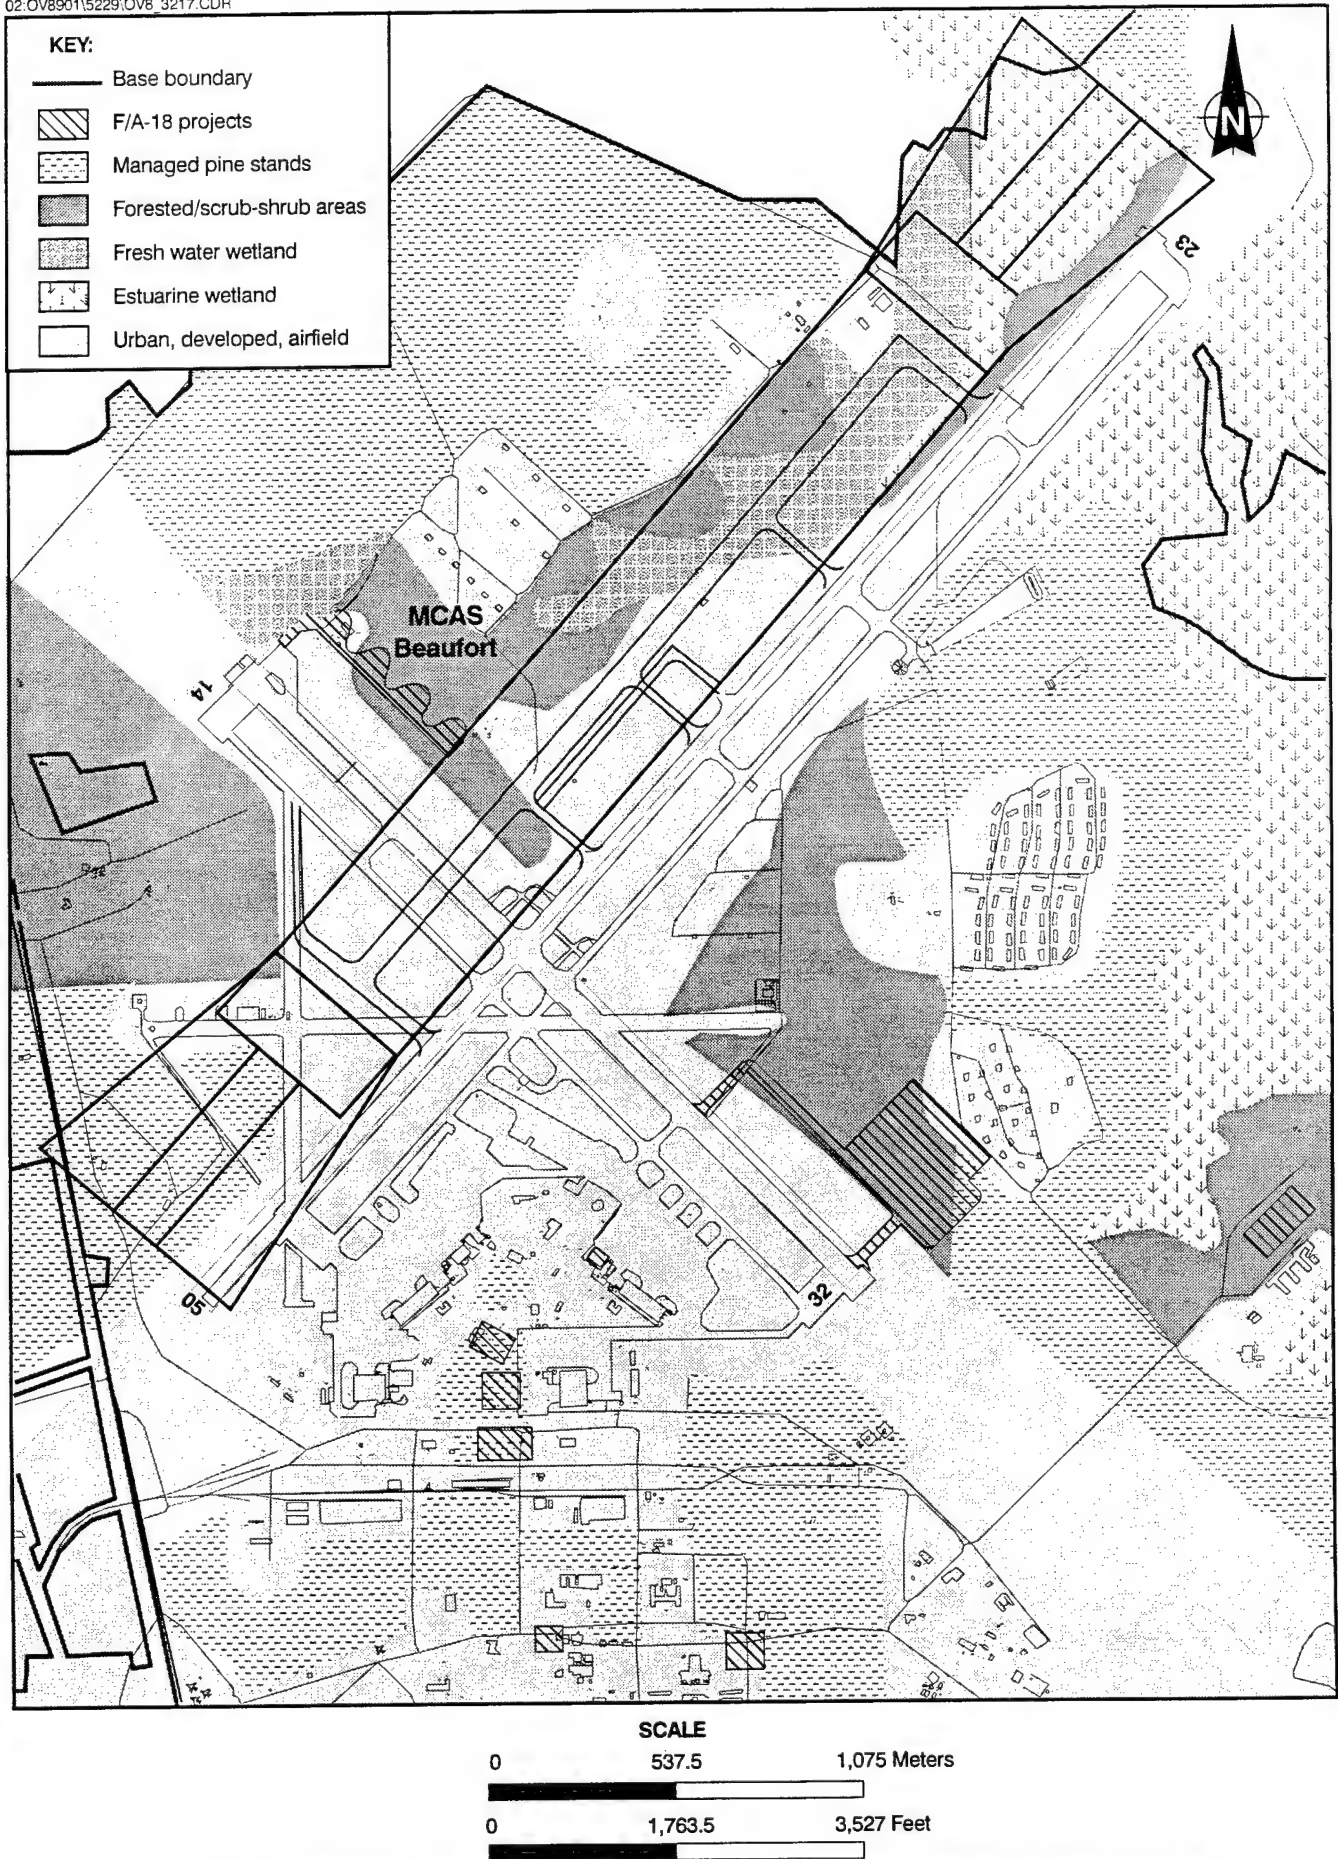 02:OV8901\5229\OV8_3217.CDR
KEY:
Base boundary
F/A-18 projects
Managed pine stands
Forested/scrub-shrub areas
Fresh water wetland
Estuarine wetland
Urban, developed, airfield
N
23
MCAS
Beaufort
14
05
32
SCALE
0 537.5 1,075 Meters
0 1,763.5 3,527 Feet